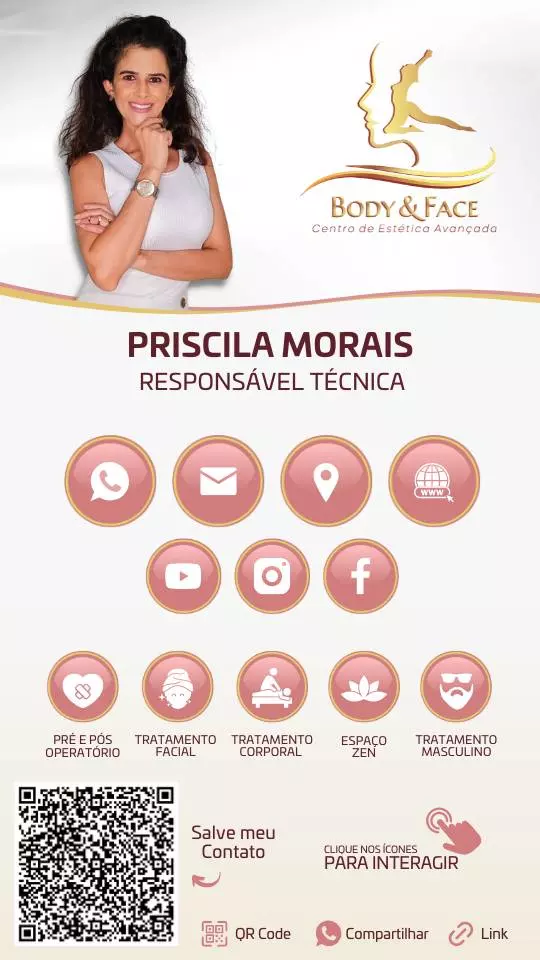 BODY & FACE
Centro de Estética Avançada
PRISCILA MORAIS
RESPONSÁVEL TÉCNICA
WWW
PRÉ E PÓS
OPERATÓRIO
TRATAMENTO
FACIAL
TRATAMENTO
CORPORAL
ESPAÇO
ZEN
TRATAMENTO
MASCULINO
Salve meu
Contato
CLIQUE NOS ÍCONES
PARA INTERAGIR
QR Code
Compartilhar
Link